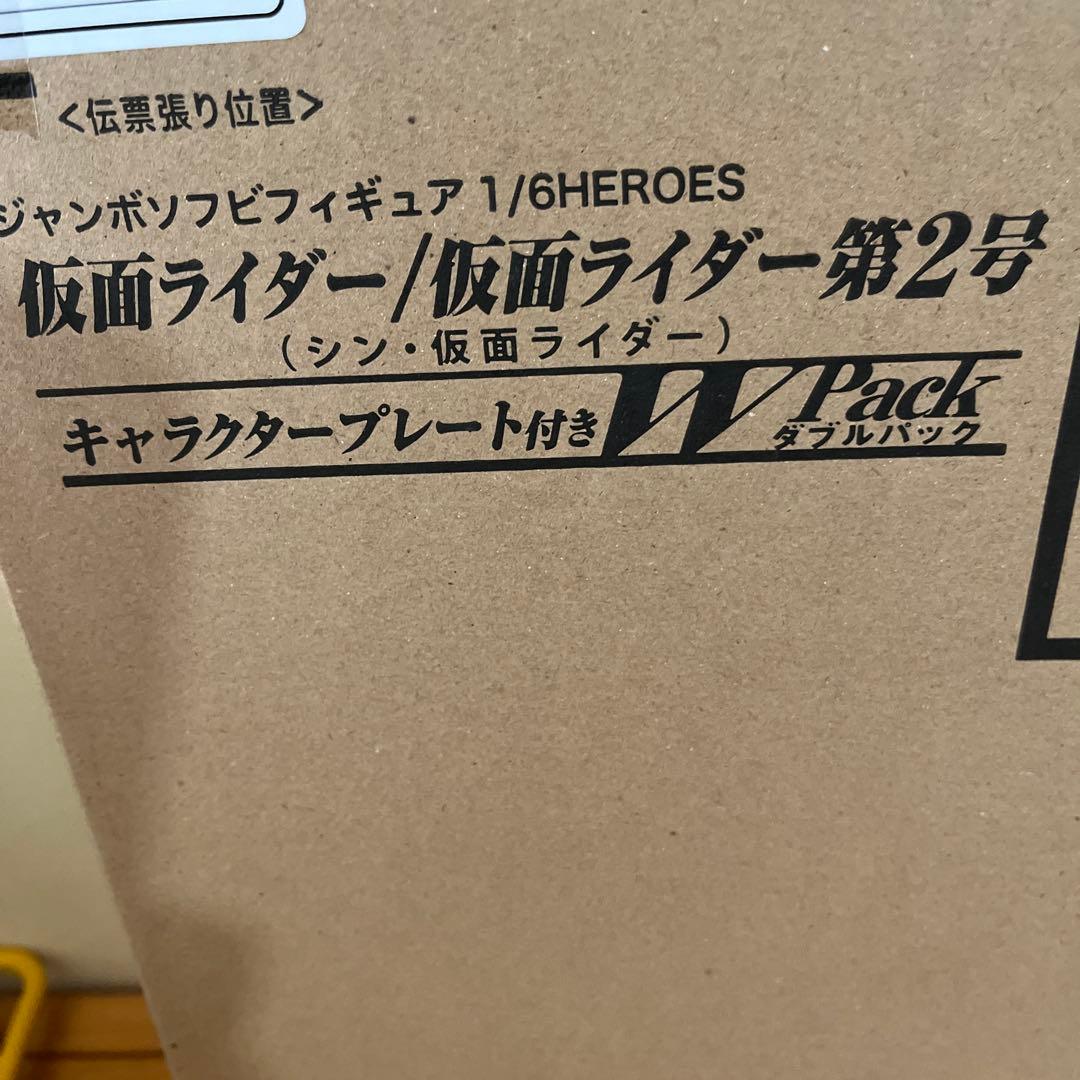 <伝票張り位置>
ジャンボソフビフィギュア 1/6HEROES
仮面ライダー/仮面ライダー第2号
(シン・仮面ライダー)
キャラクタープレート付き W Pack
ダブルパック